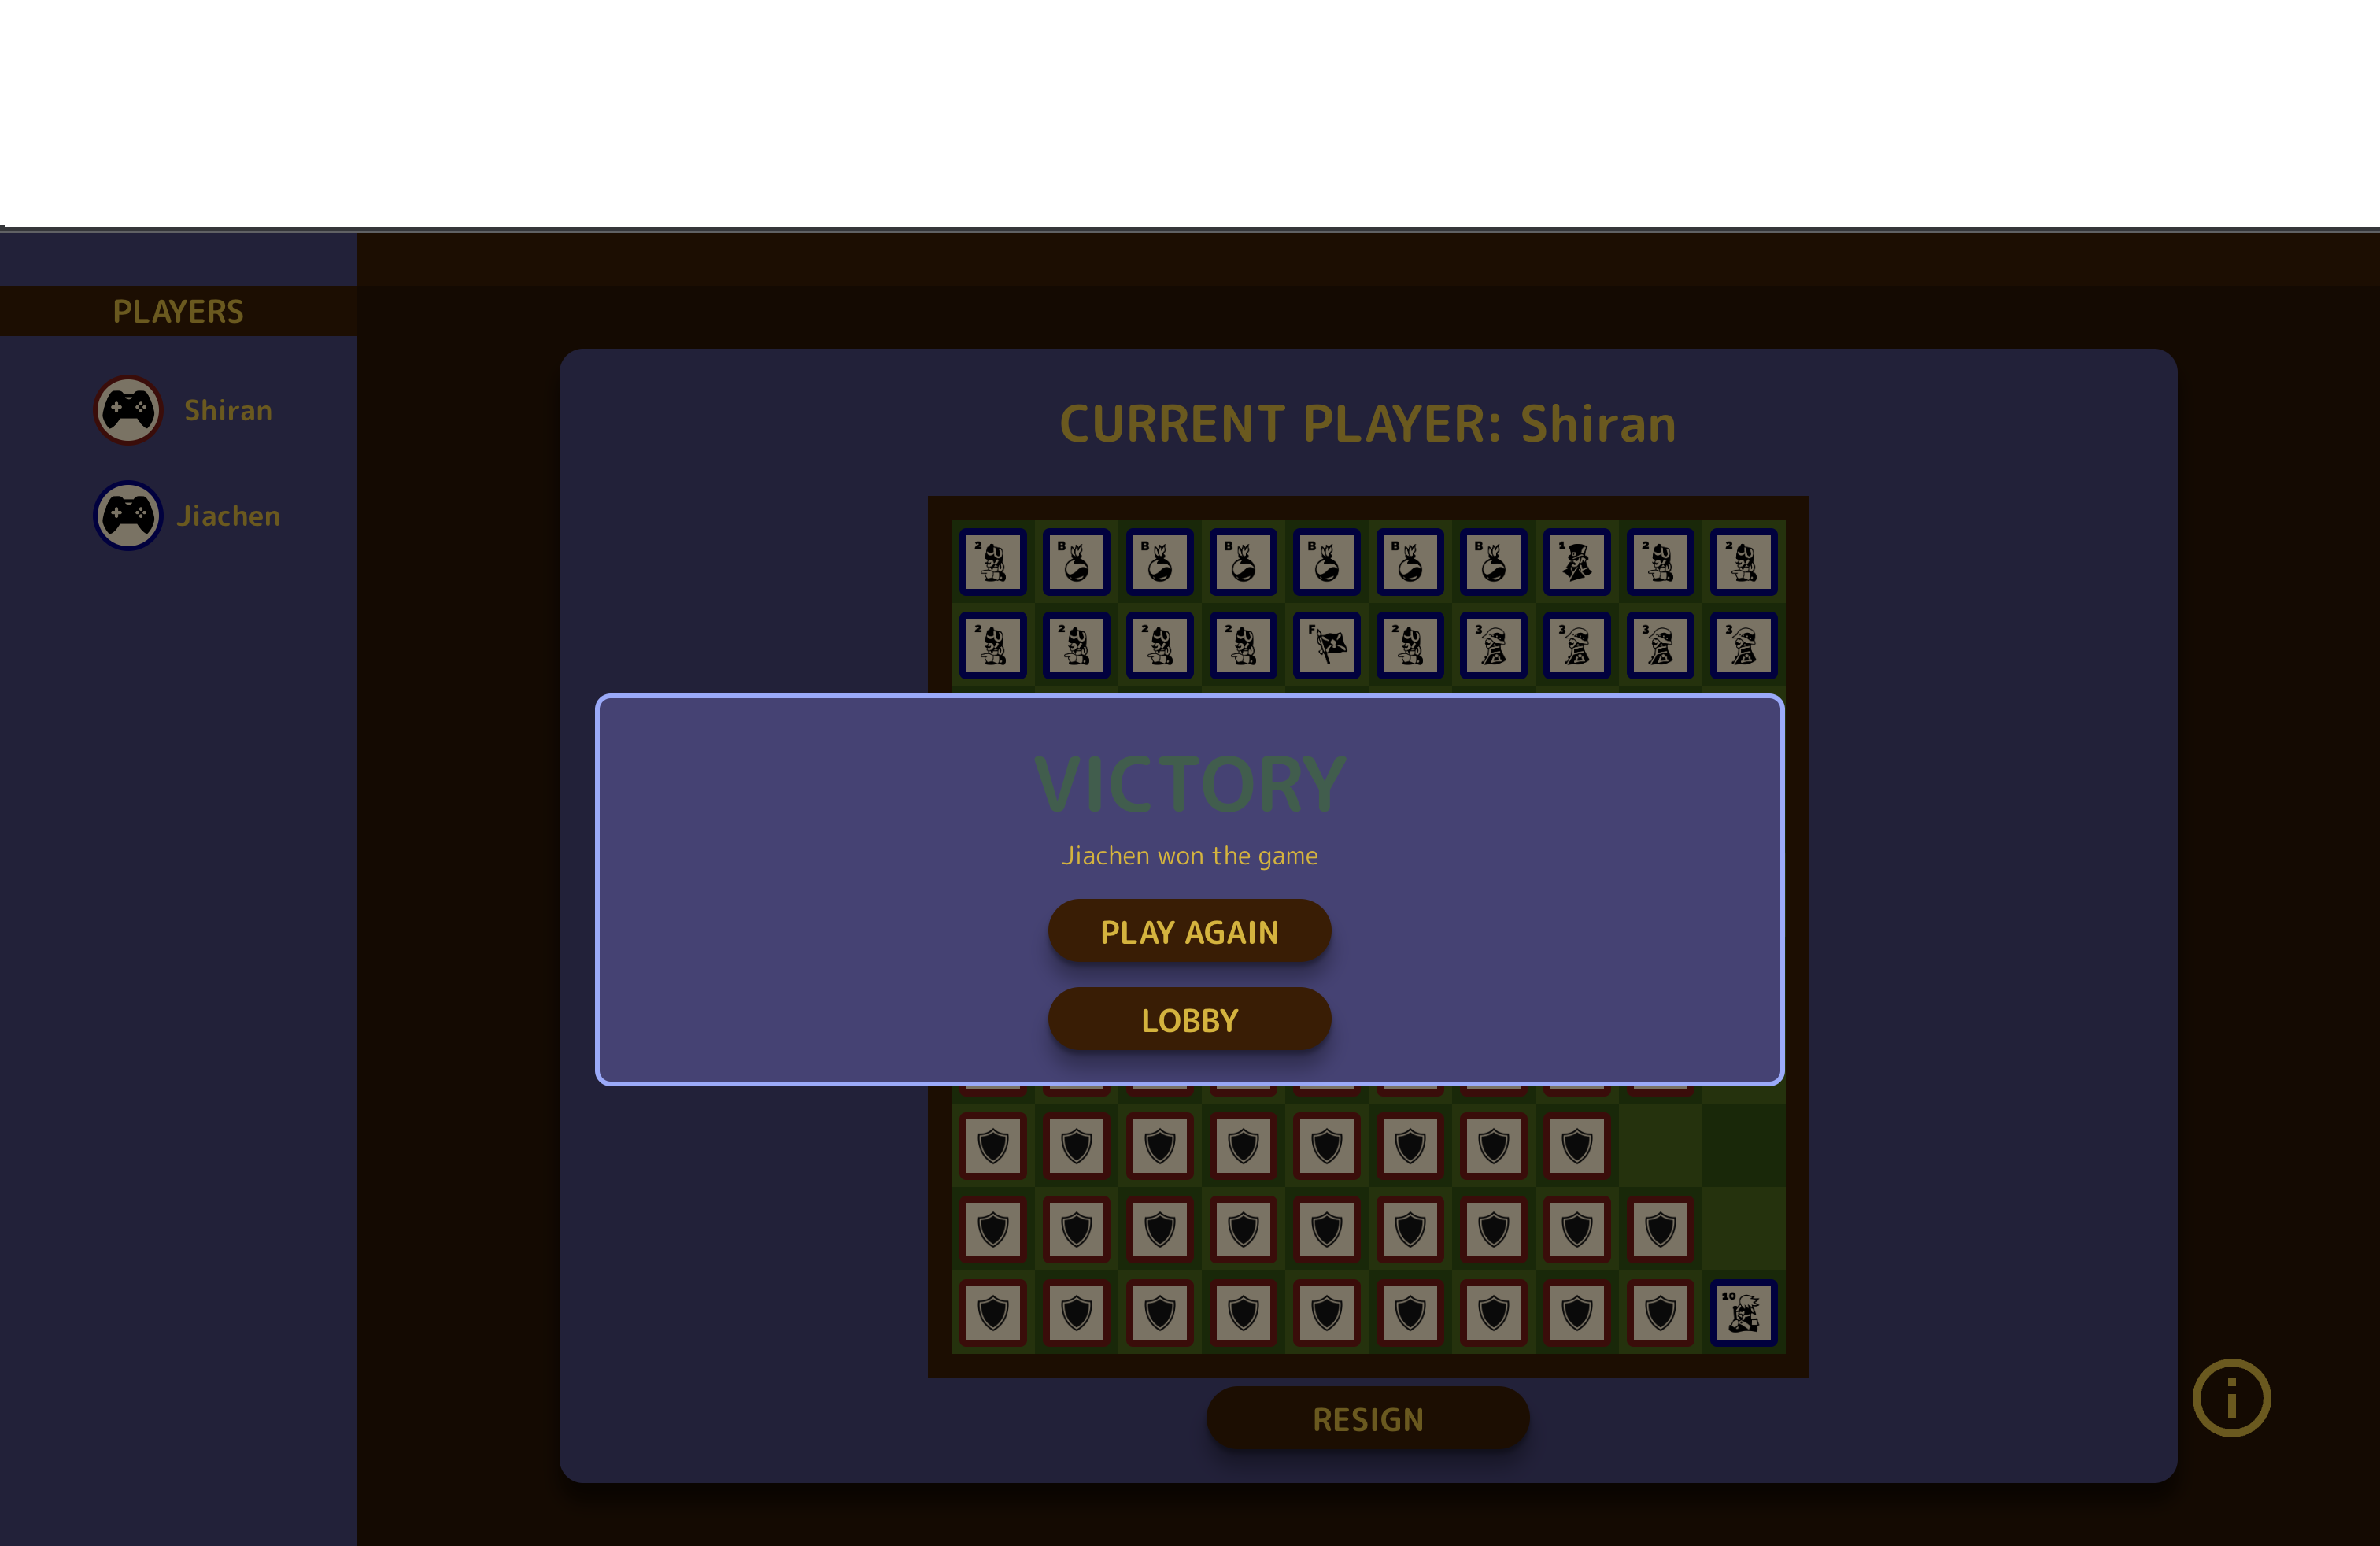 PLAYERS
Shiran
Jiachen
CURRENT PLAYER: Shiran
2 B B B B B B 1 2 2
2 2 2 2 F 2 3 3 3 3
VICTORY
Jiachen won the game
PLAY AGAIN
LOBBY
10
RESIGN
i